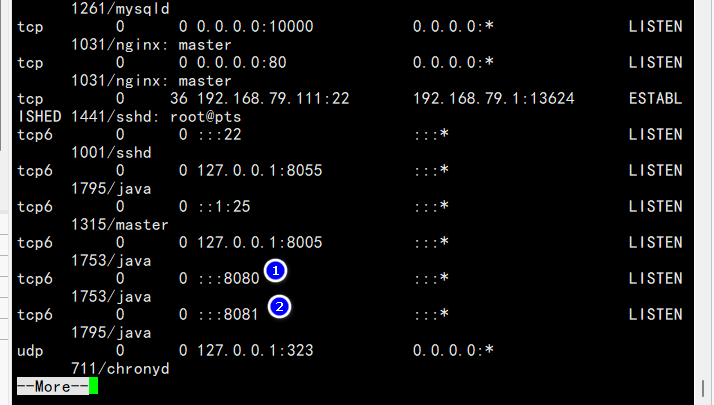 1261/mysqld
tcp 0 0 0.0.0.0:10000 0.0.0.0:* LISTEN
1031/nginx: master
tcp 0 0 0.0.0.0:80 0.0.0.0:* LISTEN
1031/nginx: master
tcp 0 36 192.168.79.111:22 192.168.79.1:13624 ESTABL
ISHED 1441/sshd: root@pts
tcp6 0 0 :::22 :::* LISTEN
1001/sshd
tcp6 0 0 127.0.0.1:8055 :::* LISTEN
1795/java
tcp6 0 0 ::1:25 :::* LISTEN
1315/master
tcp6 0 0 127.0.0.1:8005 :::* LISTEN
1753/java
tcp6 0 0 :::8080 1 :::* LISTEN
1753/java
tcp6 0 0 :::8081 2 :::* LISTEN
1795/java
udp 0 0 127.0.0.1:323 0.0.0.0:*
711/chronyd
--More--